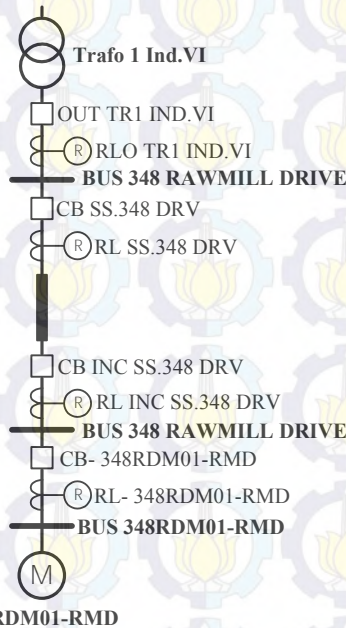 Trafo 1 Ind.VI
OUT TR1 IND.VI
R RLO TR1 IND.VI
BUS 348 RAWMILL DRIVE
CB SS.348 DRV
R RL SS.348 DRV
CB INC SS.348 DRV
R RL INC SS.348 DRV
BUS 348 RAWMILL DRIVE
CB- 348RDM01-RMD
R RL- 348RDM01-RMD
BUS 348RDM01-RMD
M
RDM01-RMD